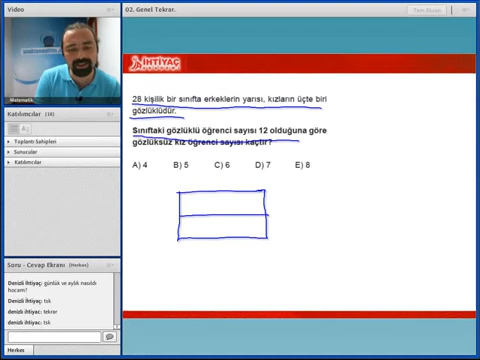 Video
02. Genel Tekrar.
Tam Ekran
Matematik
İHTİYAÇ
Katılımcılar (16)
Toplantı Sahipleri
Sunucular
Katılımcılar
28 kişilik bir sınıfta erkeklerin yarısı, kızların üçte biri
gözlüklüdür.
Sınıftaki gözlüklü öğrenci sayısı 12 olduğuna göre
gözlüksüz kız öğrenci sayısı kaçtır?
A) 4 B) 5 C) 6 D) 7 E) 8
Soru - Cevap Ekranı (Herkes)
Denizli İhtiyaç: günlük ve aylık nasıldı
hocam?
Denizli İhtiyaç: tsk
denizli ihtiyac: tekrar
denizli ihtiyac: tsk
Herkes